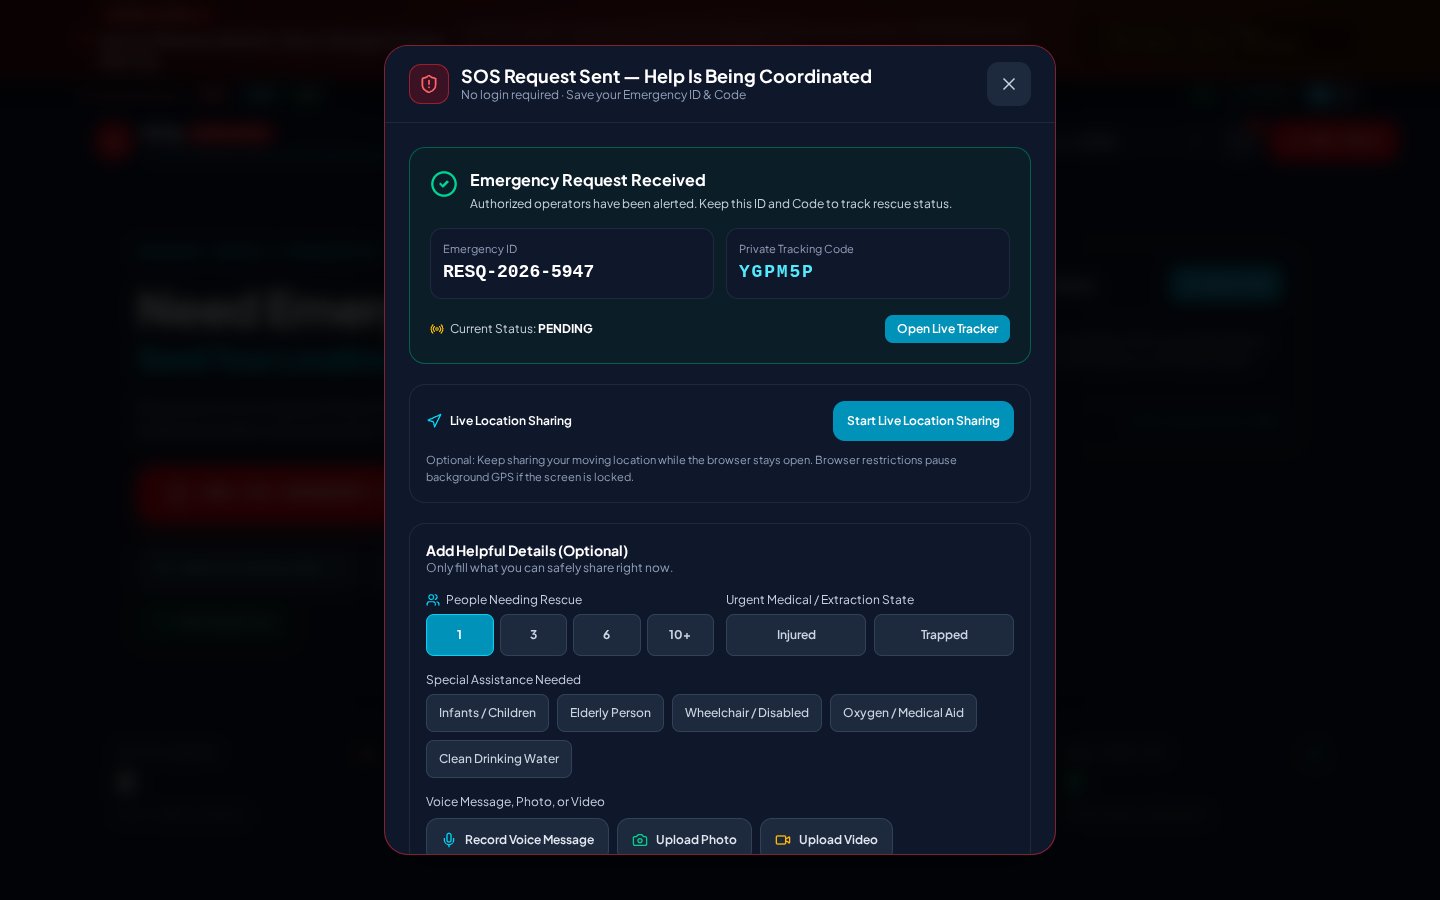 SOS Request Sent — Help Is Being Coordinated
No login required · Save your Emergency ID & Code
Emergency Request Received
Authorized operators have been alerted. Keep this ID and Code to track rescue status.
Emergency ID
RESQ-2026-5947
Private Tracking Code
YGPM5P
Current Status: PENDING
Open Live Tracker
Live Location Sharing
Start Live Location Sharing
Optional: Keep sharing your moving location while the browser stays open. Browser restrictions pause
background GPS if the screen is locked.
Add Helpful Details (Optional)
Only fill what you can safely share right now.
People Needing Rescue
1
3
6
10+
Urgent Medical / Extraction State
Injured
Trapped
Special Assistance Needed
Infants / Children
Elderly Person
Wheelchair / Disabled
Oxygen / Medical Aid
Clean Drinking Water
Voice Message, Photo, or Video
Record Voice Message
Upload Photo
Upload Video
Need Emer